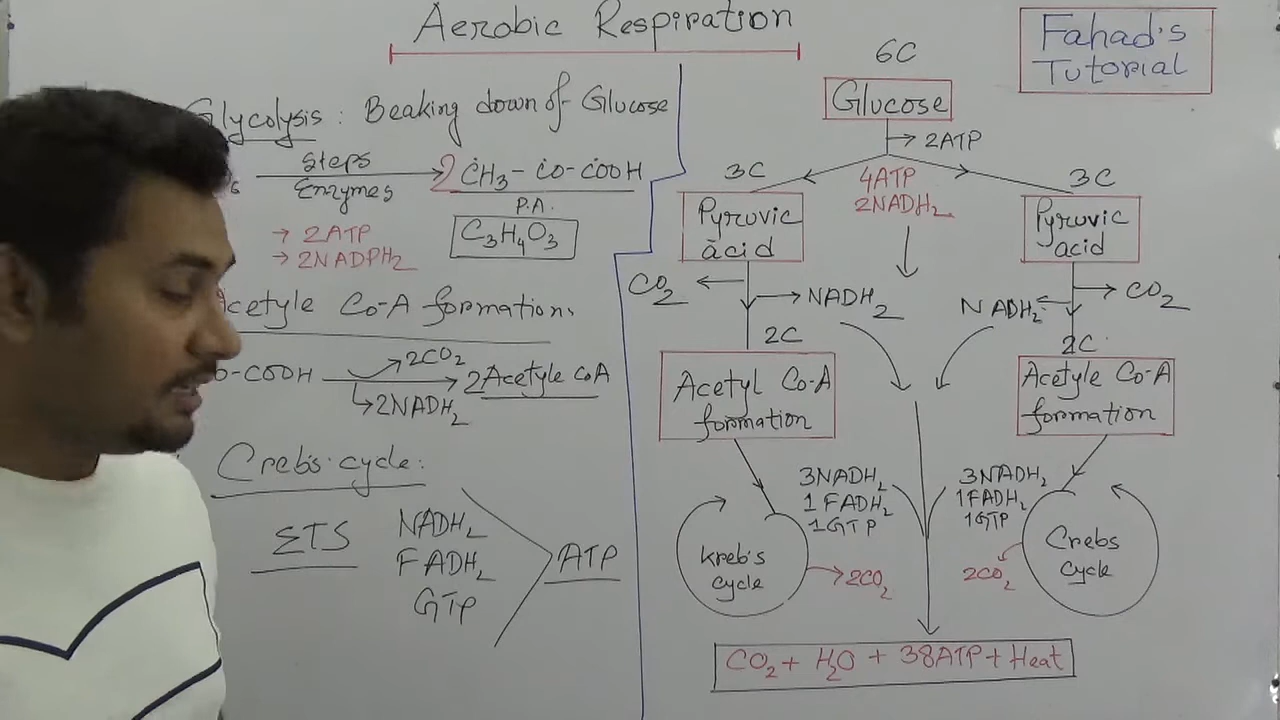 Aerobic Respiration
Fahad's
Tutorial
Glycolysis : Beaking down of Glucose
Steps
Enzymes
2 CH3 - CO - COOH
P.A.
C3H4O3
→ 2ATP
→ 2NADPH2
Acetyle Co-A formation.
O-COOH
2CO2
2NADH2
2Acetyle CoA
Creb's cycle:
ETS
NADH2
FADH2
GTP
ATP
6C
Glucose
→ 2ATP
4ATP
2NADH2
3C
Pyruvic
acid
3C
Pyruvic
acid
CO2
NADH2
NADH2
CO2
2C
Acetyl Co-A
formation
2C
Acetyle Co-A
formation
3NADH2
1FADH2
1GTP
3NADH2
1FADH2
1GTP
Kreb's
cycle
2CO2
2CO2
Crebs
Cycle
CO2 + H2O + 38ATP + Heat